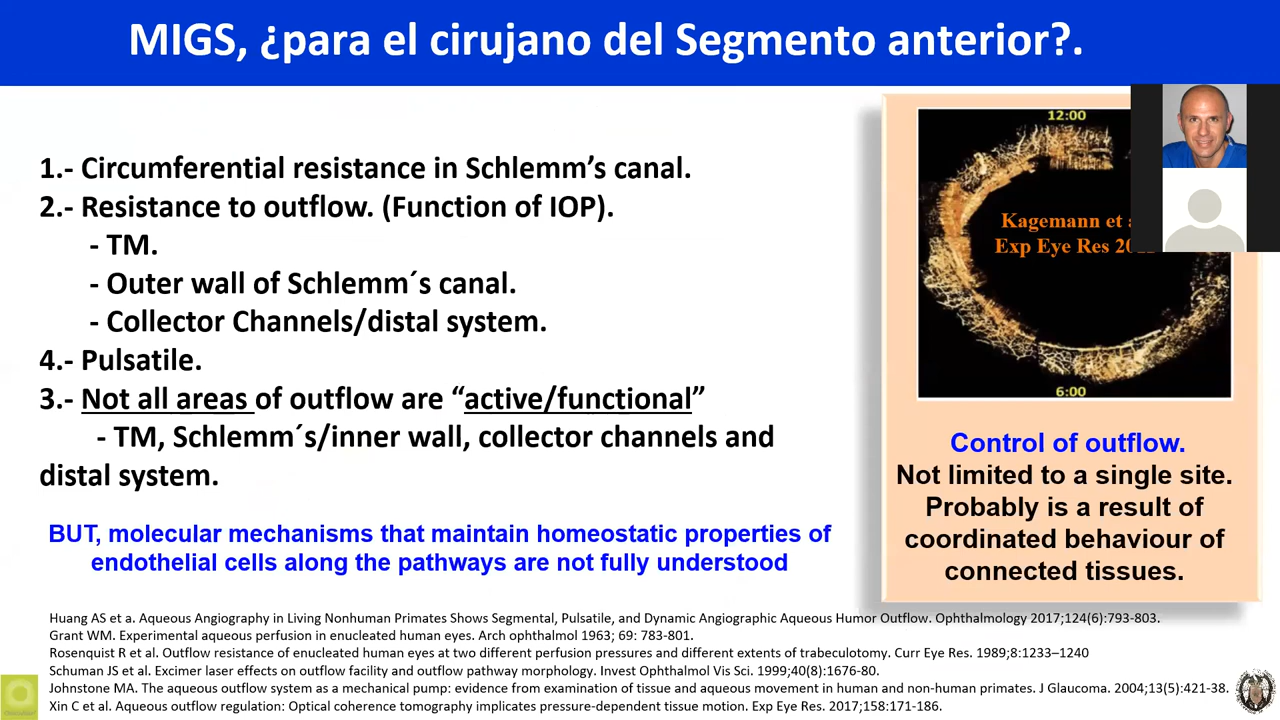 MIGS, ¿para el cirujano del Segmento anterior?.
1.- Circumferential resistance in Schlemm’s canal.
2.- Resistance to outflow. (Function of IOP).
- TM.
- Outer wall of Schlemm´s canal.
- Collector Channels/distal system.
4.- Pulsatile.
3.- Not all areas of outflow are “active/functional”
- TM, Schlemm´s/inner wall, collector channels and
distal system.
BUT, molecular mechanisms that maintain homeostatic properties of
endothelial cells along the pathways are not fully understood
12:00
Kagemann et
Exp Eye Res
6:00
Control of outflow.
Not limited to a single site.
Probably is a result of
coordinated behaviour of
connected tissues.
Huang AS et a. Aqueous Angiography in Living Nonhuman Primates Shows Segmental, Pulsatile, and Dynamic Angiographic Aqueous Humor Outflow. Ophthalmology 2017;124(6):793-803.
Grant WM. Experimental aqueous perfusion in enucleated human eyes. Arch ophthalmol 1963; 69: 783-801.
Rosenquist R et al. Outflow resistance of enucleated human eyes at two different perfusion pressures and different extents of trabeculotomy. Curr Eye Res. 1989;8:1233–1240
Schuman JS et al. Excimer laser effects on outflow facility and outflow pathway morphology. Invest Ophthalmol Vis Sci. 1999;40(8):1676-80.
Johnstone MA. The aqueous outflow system as a mechanical pump: evidence from examination of tissue and aqueous movement in human and non-human primates. J Glaucoma. 2004;13(5):421-38.
Xin C et al. Aqueous outflow regulation: Optical coherence tomography implicates pressure-dependent tissue motion. Exp Eye Res. 2017;158:171-186.